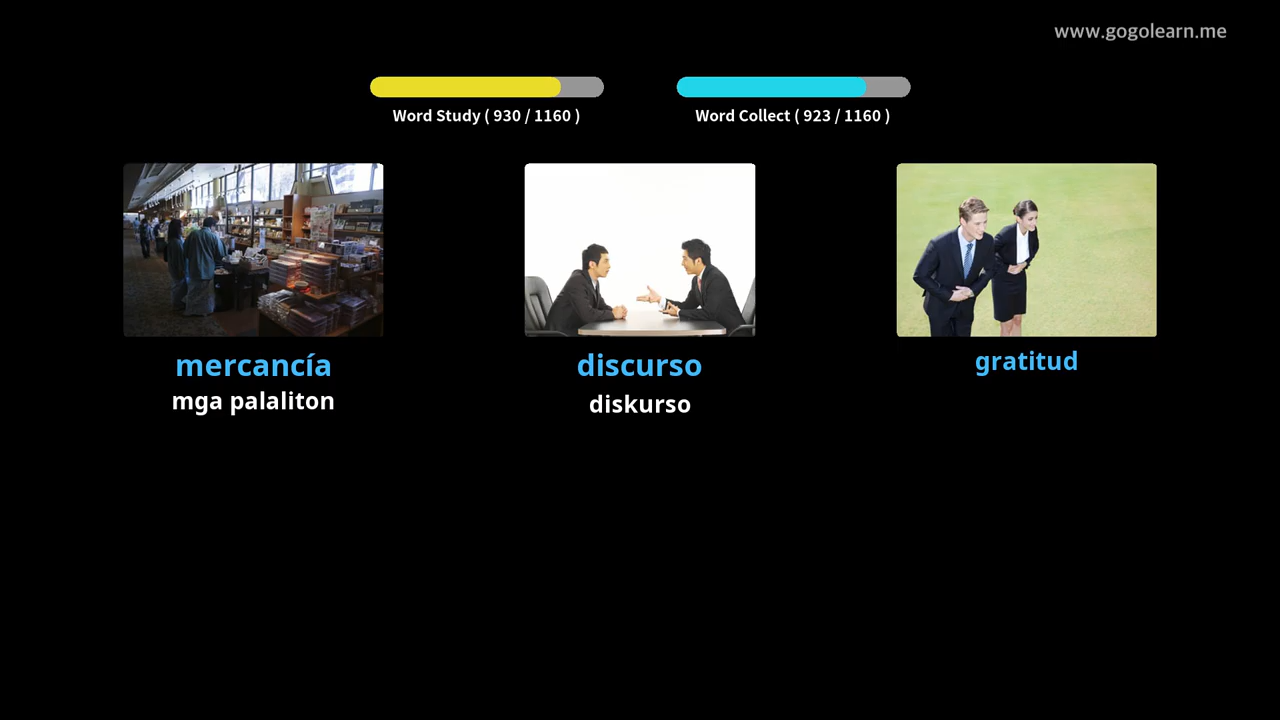 www.gogolearn.me
Word Study ( 930 / 1160 )
Word Collect ( 923 / 1160 )
mercancía
mga palaliton
discurso
diskurso
gratitud